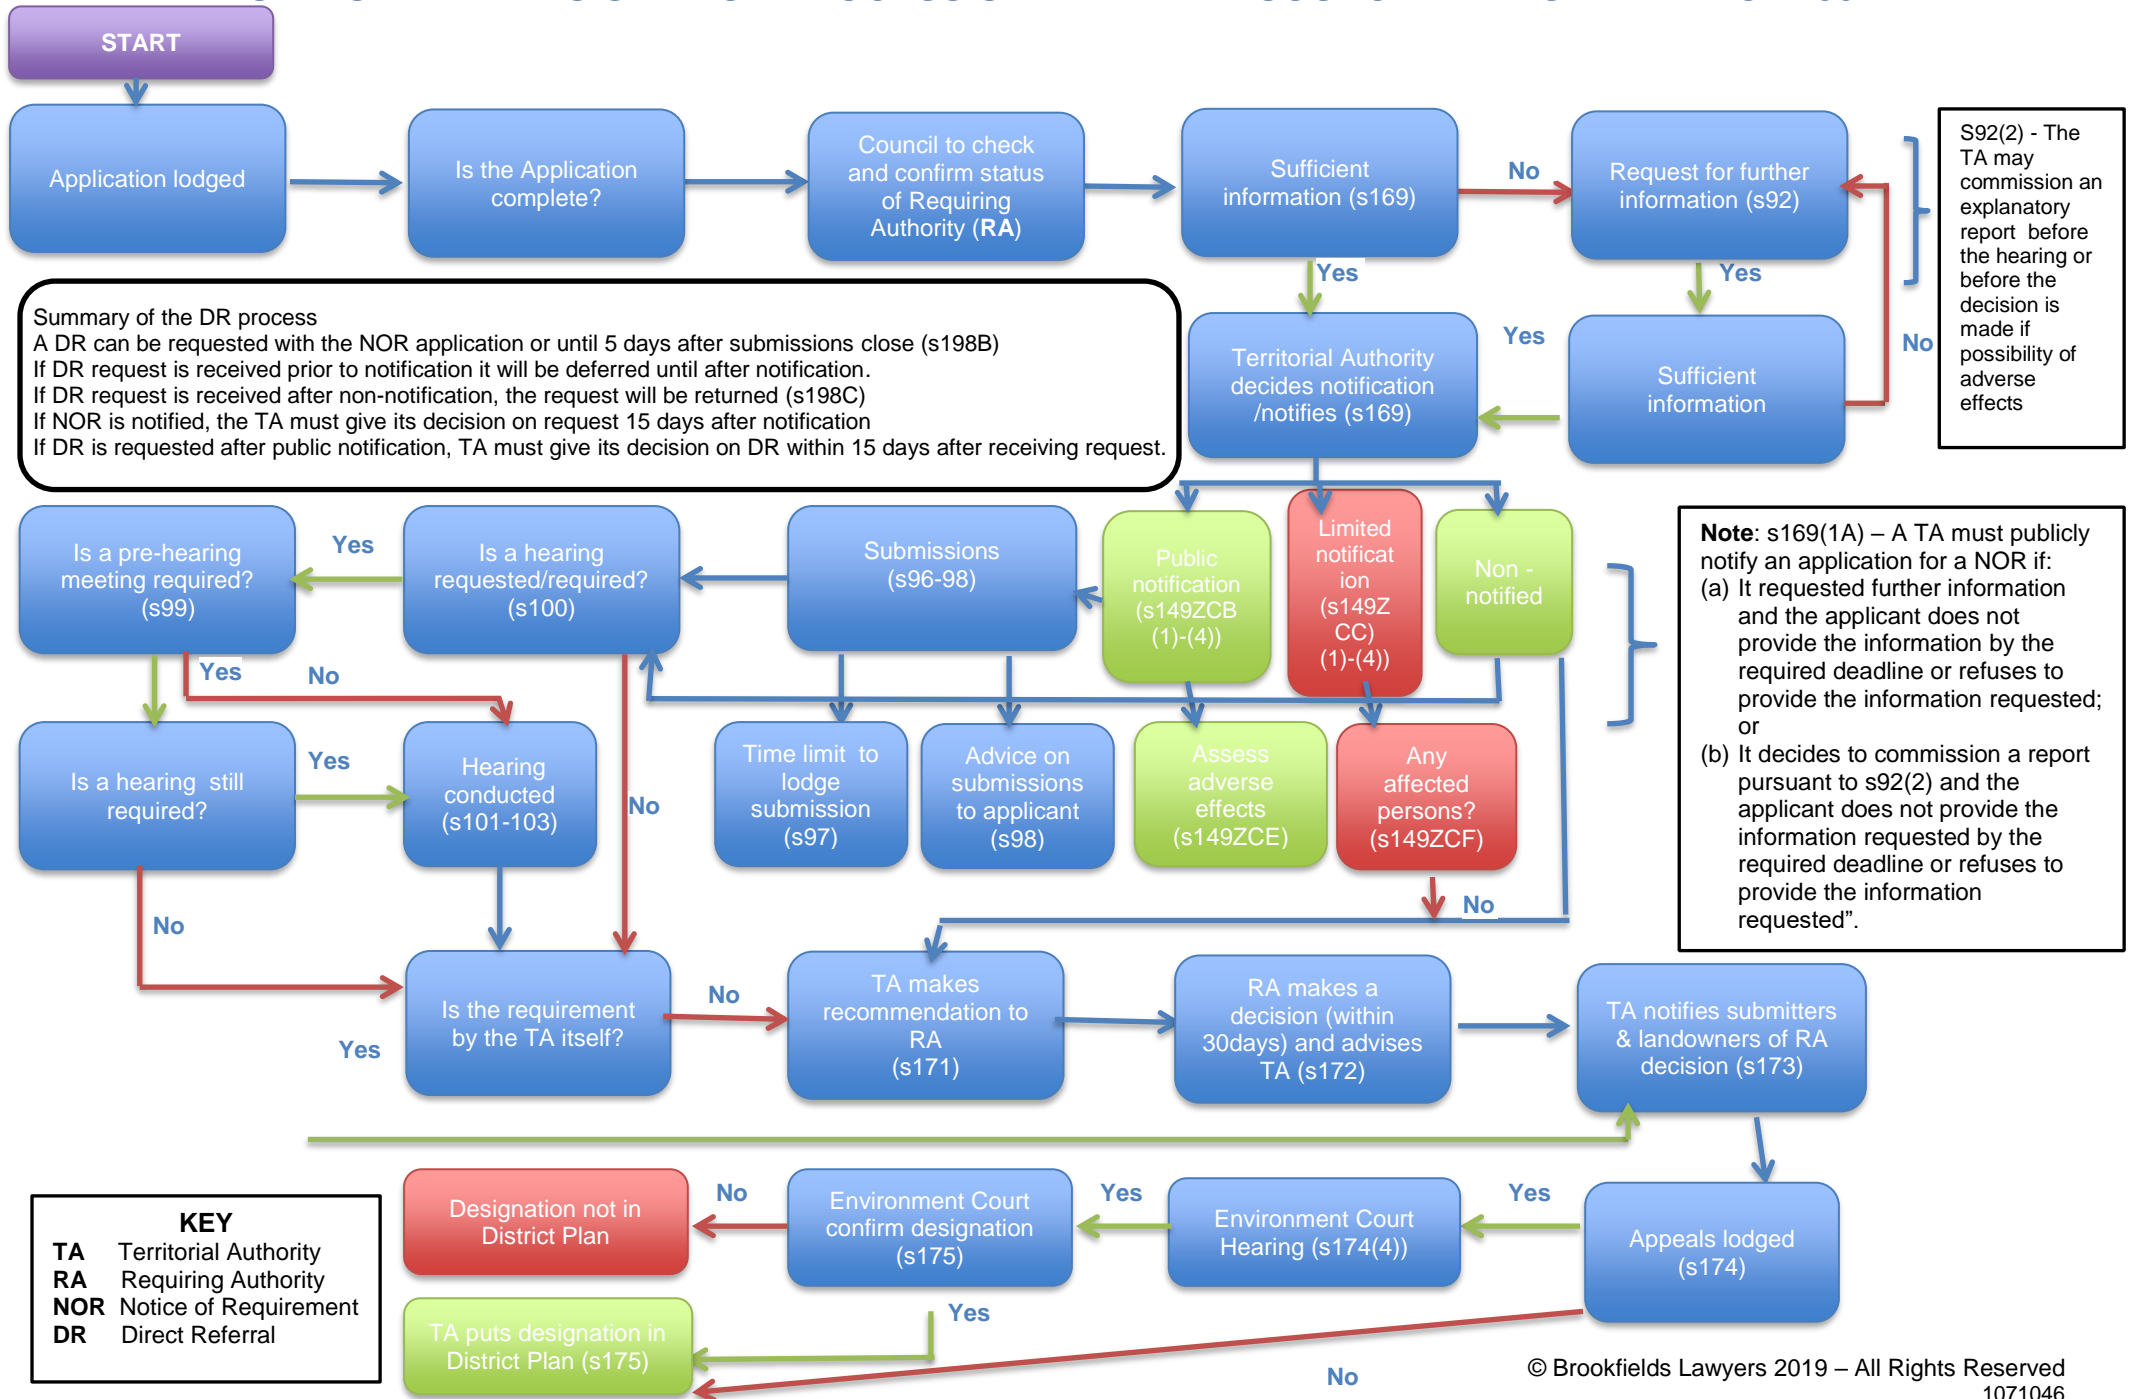 START
Application lodged
Is the Application
complete?
Council to check
and confirm status
of Requiring
Authority (RA)
Sufficient
information (s169)
No
Request for further
information (s92)
S92(2) - The
TA may
commission an
explanatory
report before
the hearing or
before the
decision is
made if
possibility of
adverse
effects
Yes
Yes
No
Summary of the DR process
A DR can be requested with the NOR application or until 5 days after submissions close (s198B)
If DR request is received prior to notification it will be deferred until after notification.
If DR request is received after non-notification, the request will be returned (s198C)
If NOR is notified, the TA must give its decision on request 15 days after notification
If DR is requested after public notification, TA must give its decision on DR within 15 days after receiving request.
Territorial Authority
decides notification
/notifies (s169)
Yes
Sufficient
information
Is a pre-hearing
meeting required?
(s99)
Yes
Is a hearing
requested/required?
(s100)
Submissions
(s96-98)
Public
notification
(s149ZCB
(1)-(4))
Limited
notificat
ion
(s149Z
CC)
(1)-(4))
Non -
notified
Note: s169(1A) – A TA must publicly
notify an application for a NOR if:
(a) It requested further information
and the applicant does not
provide the information by the
required deadline or refuses to
provide the information requested;
or
(b) It decides to commission a report
pursuant to s92(2) and the
applicant does not provide the
information requested by the
required deadline or refuses to
provide the information
requested”.
Yes
No
Is a hearing still
required?
Yes
Hearing
conducted
(s101-103)
No
Time limit to
lodge
submission
(s97)
Advice on
submissions
to applicant
(s98)
Assess
adverse
effects
(s149ZCE)
Any
affected
persons?
(s149ZCF)
No
No
Yes
Is the requirement
by the TA itself?
No
TA makes
recommendation to
RA
(s171)
RA makes a
decision (within
30days) and advises
TA (s172)
TA notifies submitters
& landowners of RA
decision (s173)
KEY
TA Territorial Authority
RA Requiring Authority
NOR Notice of Requirement
DR Direct Referral
Designation not in
District Plan
No
Environment Court
confirm designation
(s175)
Yes
Environment Court
Hearing (s174(4))
Yes
Appeals lodged
(s174)
TA puts designation in
District Plan (s175)
Yes
No
© Brookfields Lawyers 2019 – All Rights Reserved
1071046